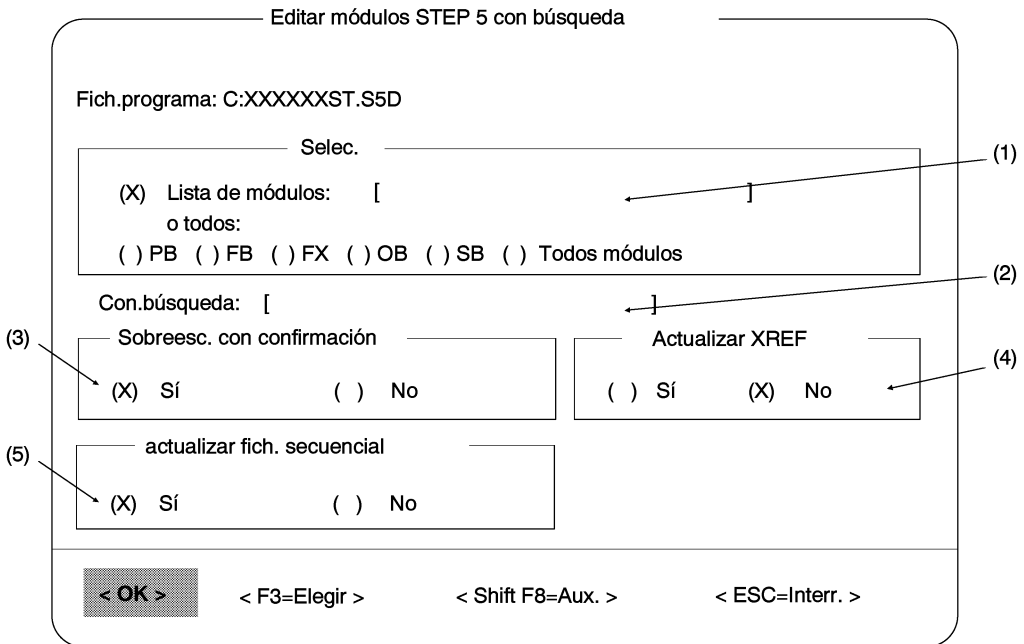 Editar módulos STEP 5 con búsqueda
Fich.programa: C:XXXXXXST.S5D
Selec.
(1)
(X) Lista de módulos: [ ]
o todos:
( ) PB ( ) FB ( ) FX ( ) OB ( ) SB ( ) Todos módulos
(2)
Con.búsqueda: [ ]
(3)
Sobreesc. con confirmación
Actualizar XREF
(4)
(X) Sí ( ) No
( ) Sí (X) No
actualizar fich. secuencial
(5)
(X) Sí ( ) No
< OK > < F3=Elegir > < Shift F8=Aux. > < ESC=Interr. >